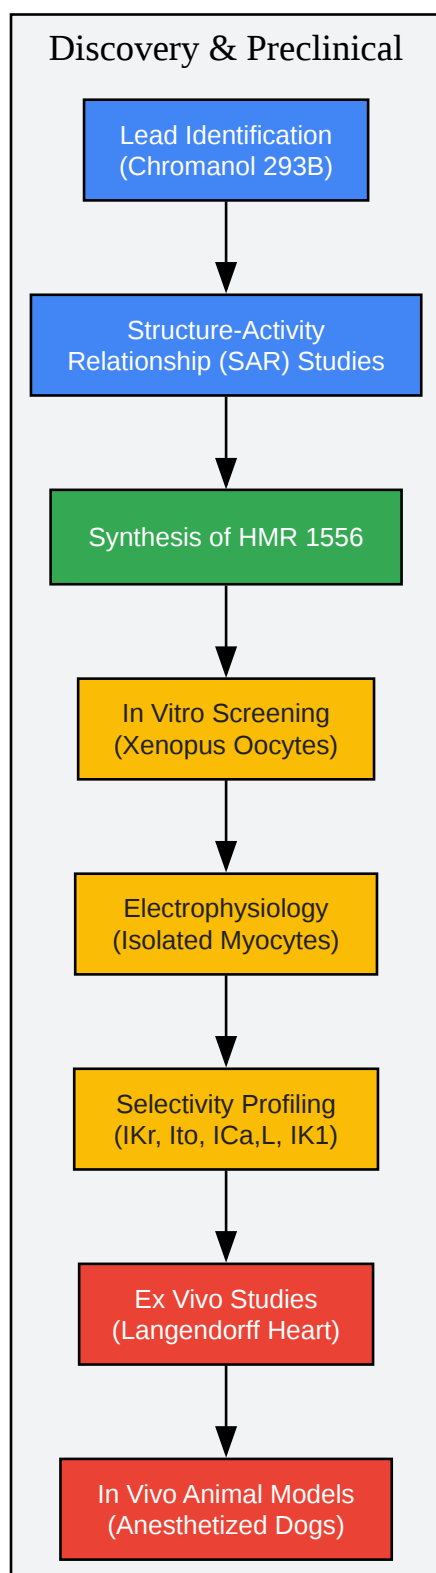 Discovery & Preclinical
Lead Identification
(Chromanol 293B)
Structure-Activity
Relationship (SAR) Studies
Synthesis of HMR 1556
In Vitro Screening
(Xenopus Oocytes)
Electrophysiology
(Isolated Myocytes)
Selectivity Profiling
(IKr, Ito, ICa,L, IK1)
Ex Vivo Studies
(Langendorff Heart)
In Vivo Animal Models
(Anesthetized Dogs)